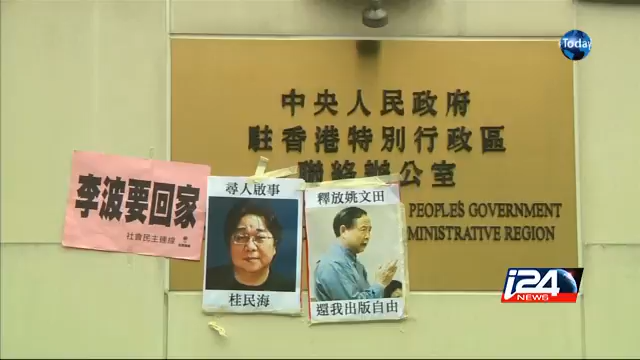 Today
中央人民政府
駐香港特別行政區
聯絡辦公室
PEOPLE'S GOVERNMENT
MINISTRATIVE REGION
李波要回家
社會民主連線
尋人啟事
桂民海
釋放姚文田
還我出版自由
i24
NEWS